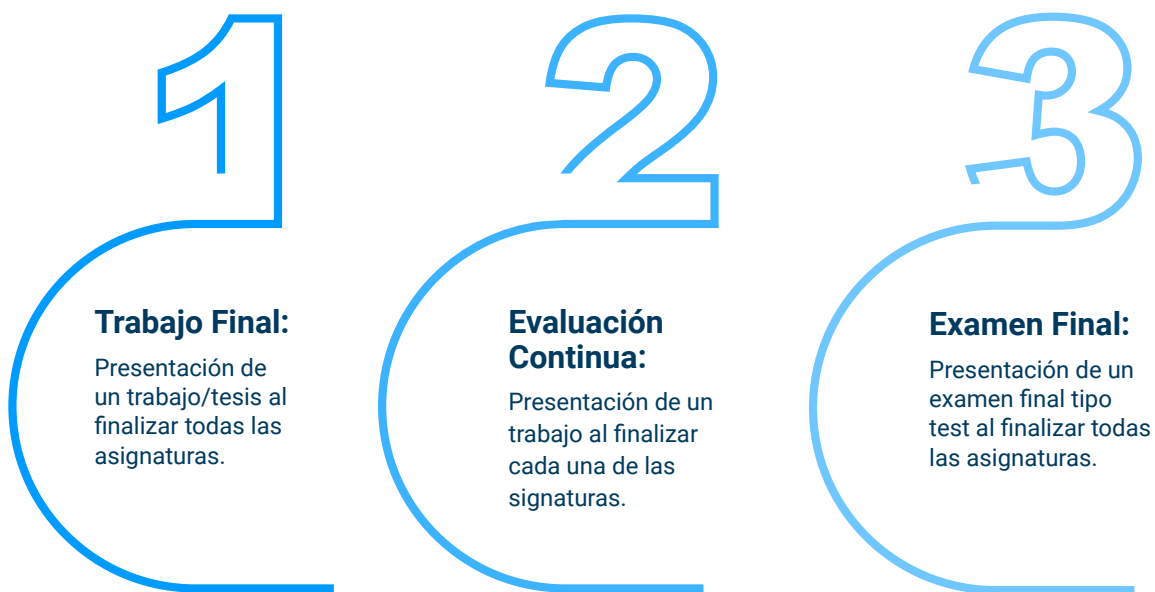 1
Trabajo Final:
Presentación de
un trabajo/tesis al
finalizar todas las
asignaturas.
2
Evaluación
Continua:
Presentación de un
trabajo al finalizar
cada una de las
signaturas.
3
Examen Final:
Presentación de un
examen final tipo
test al finalizar todas
las asignaturas.